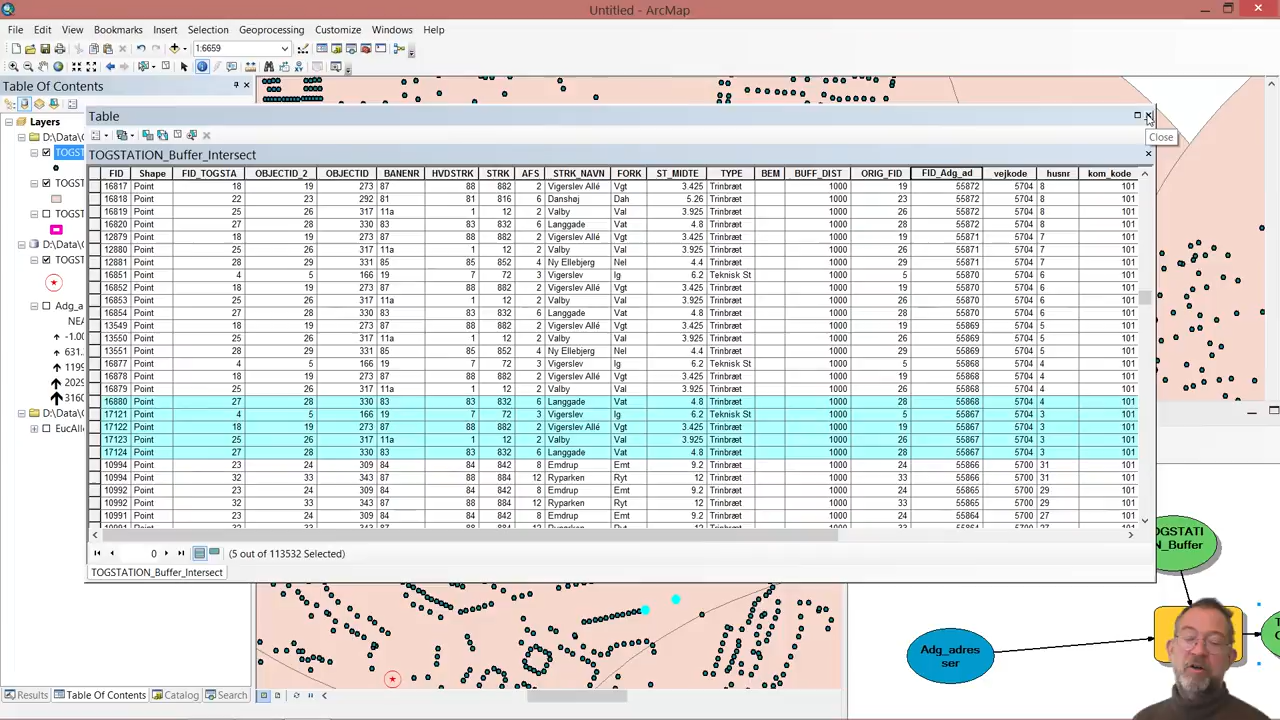 Untitled - ArcMap
File Edit View Bookmarks Insert Selection Geoprocessing Customize Windows Help
1:6659
Table Of Contents
Layers
D:\Data\
TOGST
TOGST
TOGST
D:\Data\
TOGST
Adg_a
NEA
-1.00
631..
1199
2029
3160
D:\Data\
EucAll
Table
Close
TOGSTATION_Buffer_Intersect
FID Shape FID_TOGSTA OBJECTID_2 OBJECTID BANENR HVDSTRK STRK AFS STRK_NAVN FORK ST_MIDTE TYPE BEM BUFF_DIST ORIG_FID FID_Adg_ad vejkode husnr kom_kode
16817 Point 18 19 273 87 88 882 2 Vigerslev Allé Vgt 3.425 Trinbræt 1000 19 55872 5704 8 101
16818 Point 22 23 292 81 81 816 6 Danshøj Dah 5.26 Trinbræt 1000 23 55872 5704 8 101
16819 Point 25 26 317 11a 1 12 2 Valby Val 3.925 Trinbræt 1000 26 55872 5704 8 101
16820 Point 27 28 330 83 83 832 6 Langgade Vat 4.8 Trinbræt 1000 28 55872 5704 8 101
12879 Point 18 19 273 87 88 882 2 Vigerslev Allé Vgt 3.425 Trinbræt 1000 19 55871 5704 7 101
12880 Point 25 26 317 11a 1 12 2 Valby Val 3.925 Trinbræt 1000 26 55871 5704 7 101
12881 Point 28 29 331 85 85 852 4 Ny Ellebjerg Nel 4.4 Trinbræt 1000 29 55871 5704 7 101
16851 Point 4 5 166 19 7 72 3 Vigerslev Ig 6.2 Teknisk St 1000 5 55870 5704 6 101
16852 Point 18 19 273 87 88 882 2 Vigerslev Allé Vgt 3.425 Trinbræt 1000 19 55870 5704 6 101
16853 Point 25 26 317 11a 1 12 2 Valby Val 3.925 Trinbræt 1000 26 55870 5704 6 101
16854 Point 27 28 330 83 83 832 6 Langgade Vat 4.8 Trinbræt 1000 28 55870 5704 6 101
13549 Point 18 19 273 87 88 882 2 Vigerslev Allé Vgt 3.425 Trinbræt 1000 19 55869 5704 5 101
13550 Point 25 26 317 11a 1 12 2 Valby Val 3.925 Trinbræt 1000 26 55869 5704 5 101
13551 Point 28 29 331 85 85 852 4 Ny Ellebjerg Nel 4.4 Trinbræt 1000 29 55869 5704 5 101
16877 Point 4 5 166 19 7 72 3 Vigerslev Ig 6.2 Teknisk St 1000 5 55868 5704 4 101
16878 Point 18 19 273 87 88 882 2 Vigerslev Allé Vgt 3.425 Trinbræt 1000 19 55868 5704 4 101
16879 Point 25 26 317 11a 1 12 2 Valby Val 3.925 Trinbræt 1000 26 55868 5704 4 101
16880 Point 27 28 330 83 83 832 6 Langgade Vat 4.8 Trinbræt 1000 28 55868 5704 4 101
17121 Point 4 5 166 19 7 72 3 Vigerslev Ig 6.2 Teknisk St 1000 5 55867 5704 3 101
17122 Point 18 19 273 87 88 882 2 Vigerslev Allé Vgt 3.425 Trinbræt 1000 19 55867 5704 3 101
17123 Point 25 26 317 11a 1 12 2 Valby Val 3.925 Trinbræt 1000 26 55867 5704 3 101
17124 Point 27 28 330 83 83 832 6 Langgade Vat 4.8 Trinbræt 1000 28 55867 5704 3 101
10994 Point 23 24 309 84 84 842 8 Emdrup Emt 9.2 Trinbræt 1000 24 55866 5700 31 101
10994 Point 32 33 343 87 88 884 12 Ryparken Ryt 12 Trinbræt 1000 33 55866 5700 31 101
10992 Point 23 24 309 84 84 842 8 Emdrup Emt 9.2 Trinbræt 1000 24 55865 5700 29 101
10992 Point 32 33 343 87 88 884 12 Ryparken Ryt 12 Trinbræt 1000 33 55865 5700 29 101
10991 Point 23 24 309 84 84 842 8 Emdrup Emt 9.2 Trinbræt 1000 24 55864 5700 27 101
0 (5 out of 113532 Selected)
TOGSTATION_Buffer_Intersect
TOGSTATI
N_Buffer
Adg_adres
ser
Results Table Of Contents Catalog Search